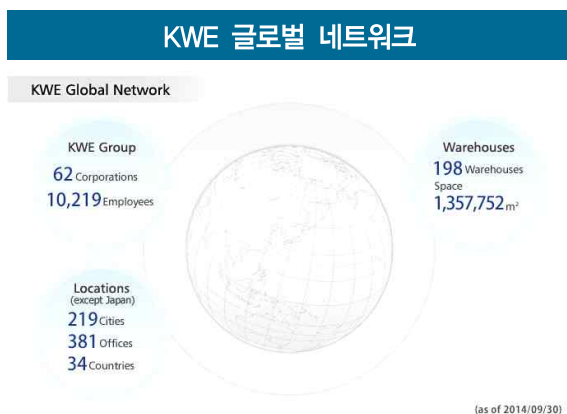 KWE 글로벌 네트워크
KWE Global Network
KWE Group
62 Corporations
10,219 Employees
Warehouses
198 Warehouses
Space
1,357,752 m²
Locations
(except Japan)
219 Cities
381 Offices
34 Countries
(as of 2014/09/30)